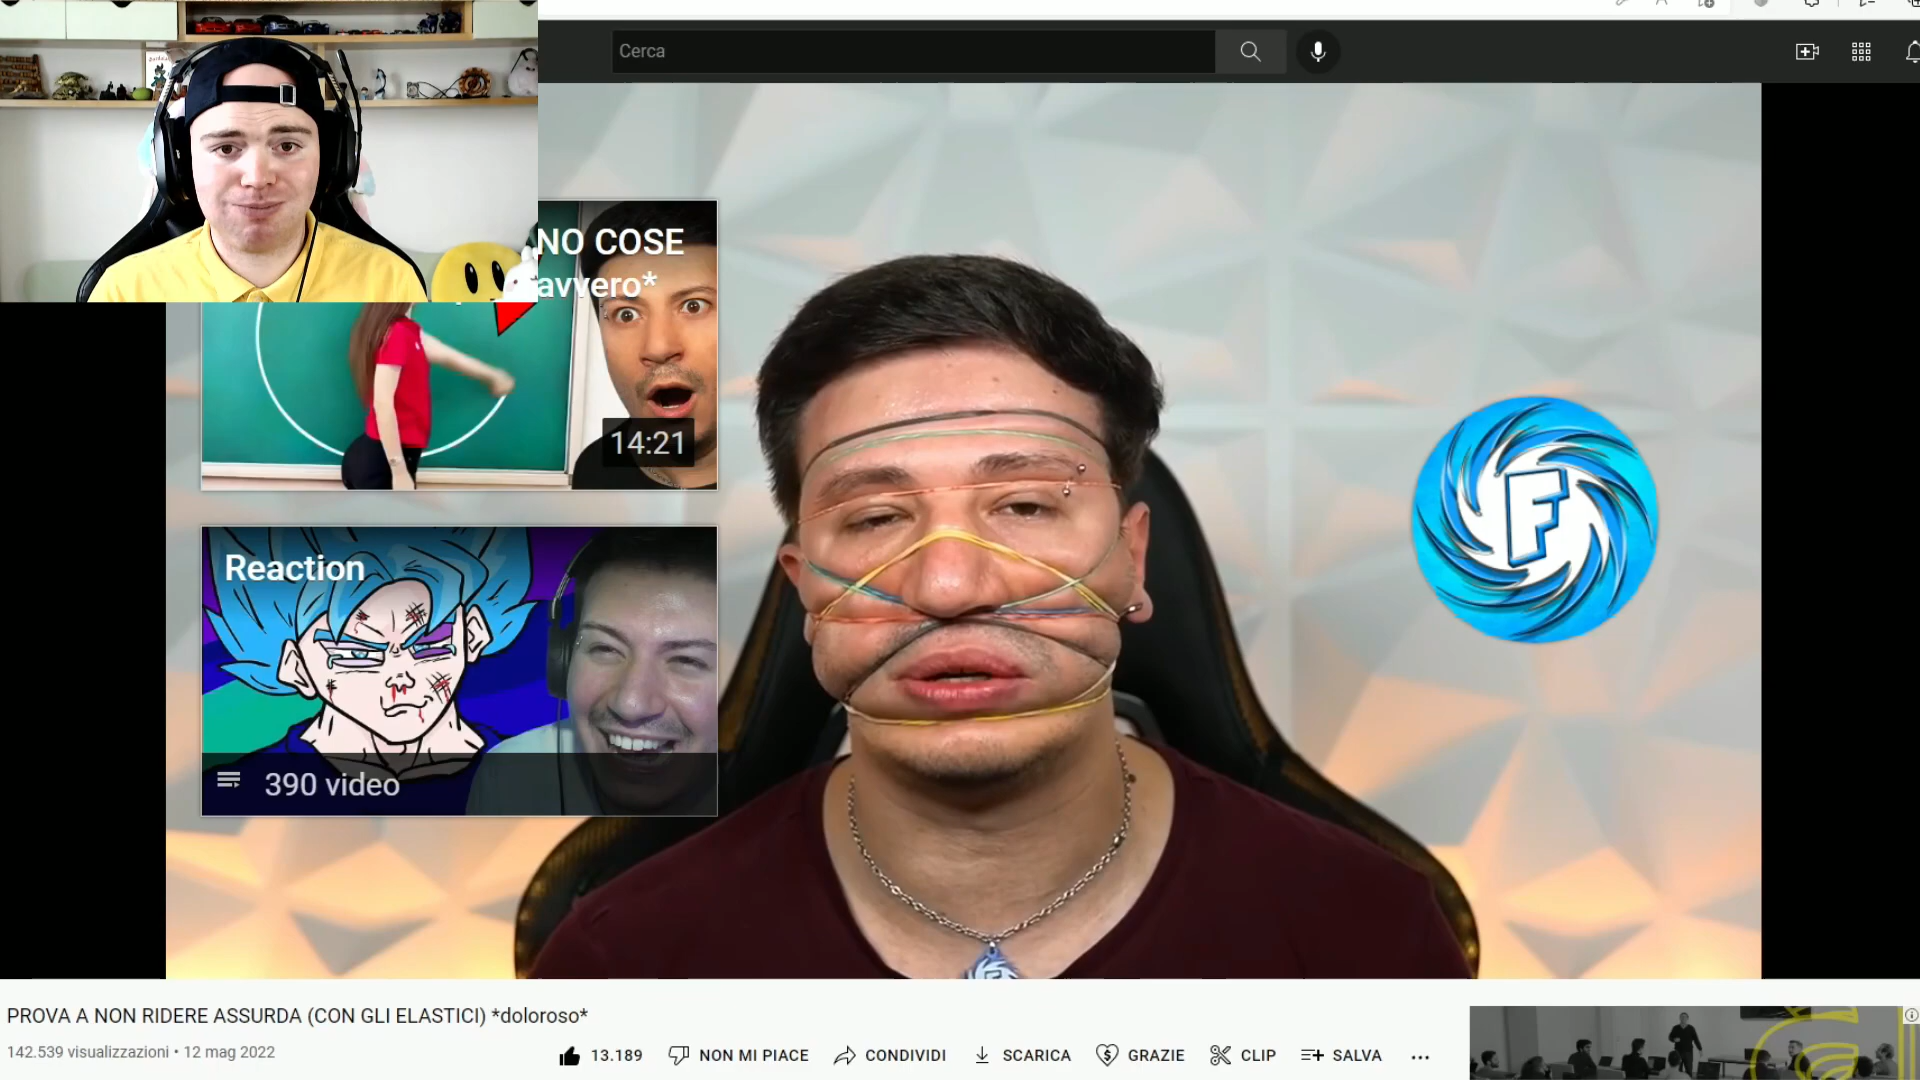 Cerca
NO COSE
avvero*
14:21
F
Reaction
390 video
PROVA A NON RIDERE ASSURDA (CON GLI ELASTICI) *doloroso*
142.539 visualizzazioni • 12 mag 2022
13.189
NON MI PIACE
CONDIVIDI
SCARICA
GRAZIE
CLIP
SALVA